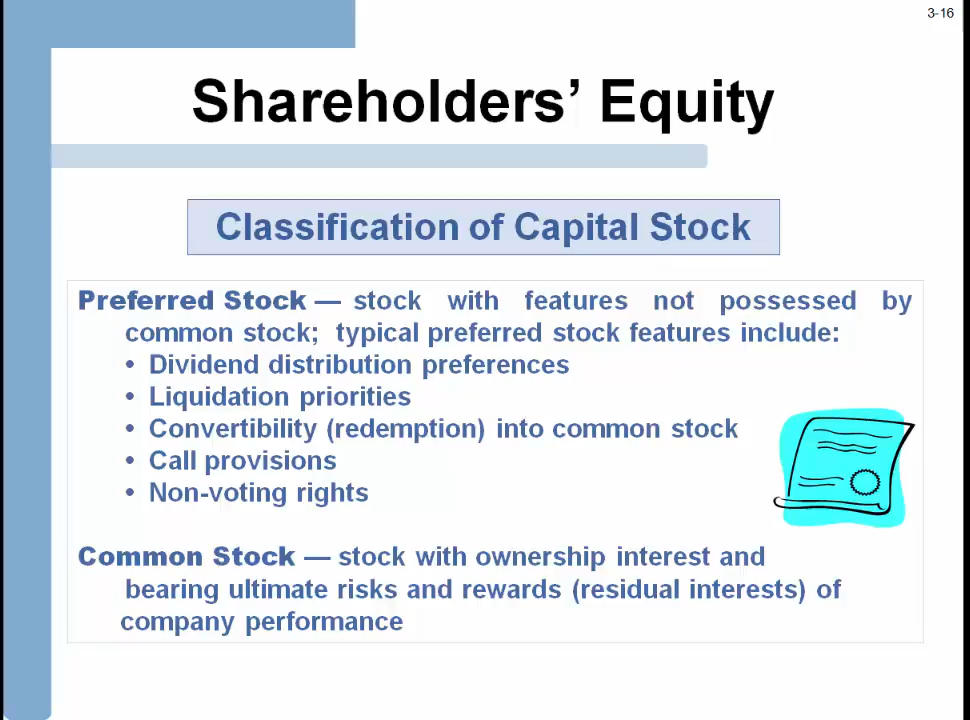 3-16
Shareholders’ Equity
Classification of Capital Stock
Preferred Stock — stock with features not possessed by
common stock; typical preferred stock features include:
• Dividend distribution preferences
• Liquidation priorities
• Convertibility (redemption) into common stock
• Call provisions
• Non-voting rights
Common Stock — stock with ownership interest and
bearing ultimate risks and rewards (residual interests) of
company performance